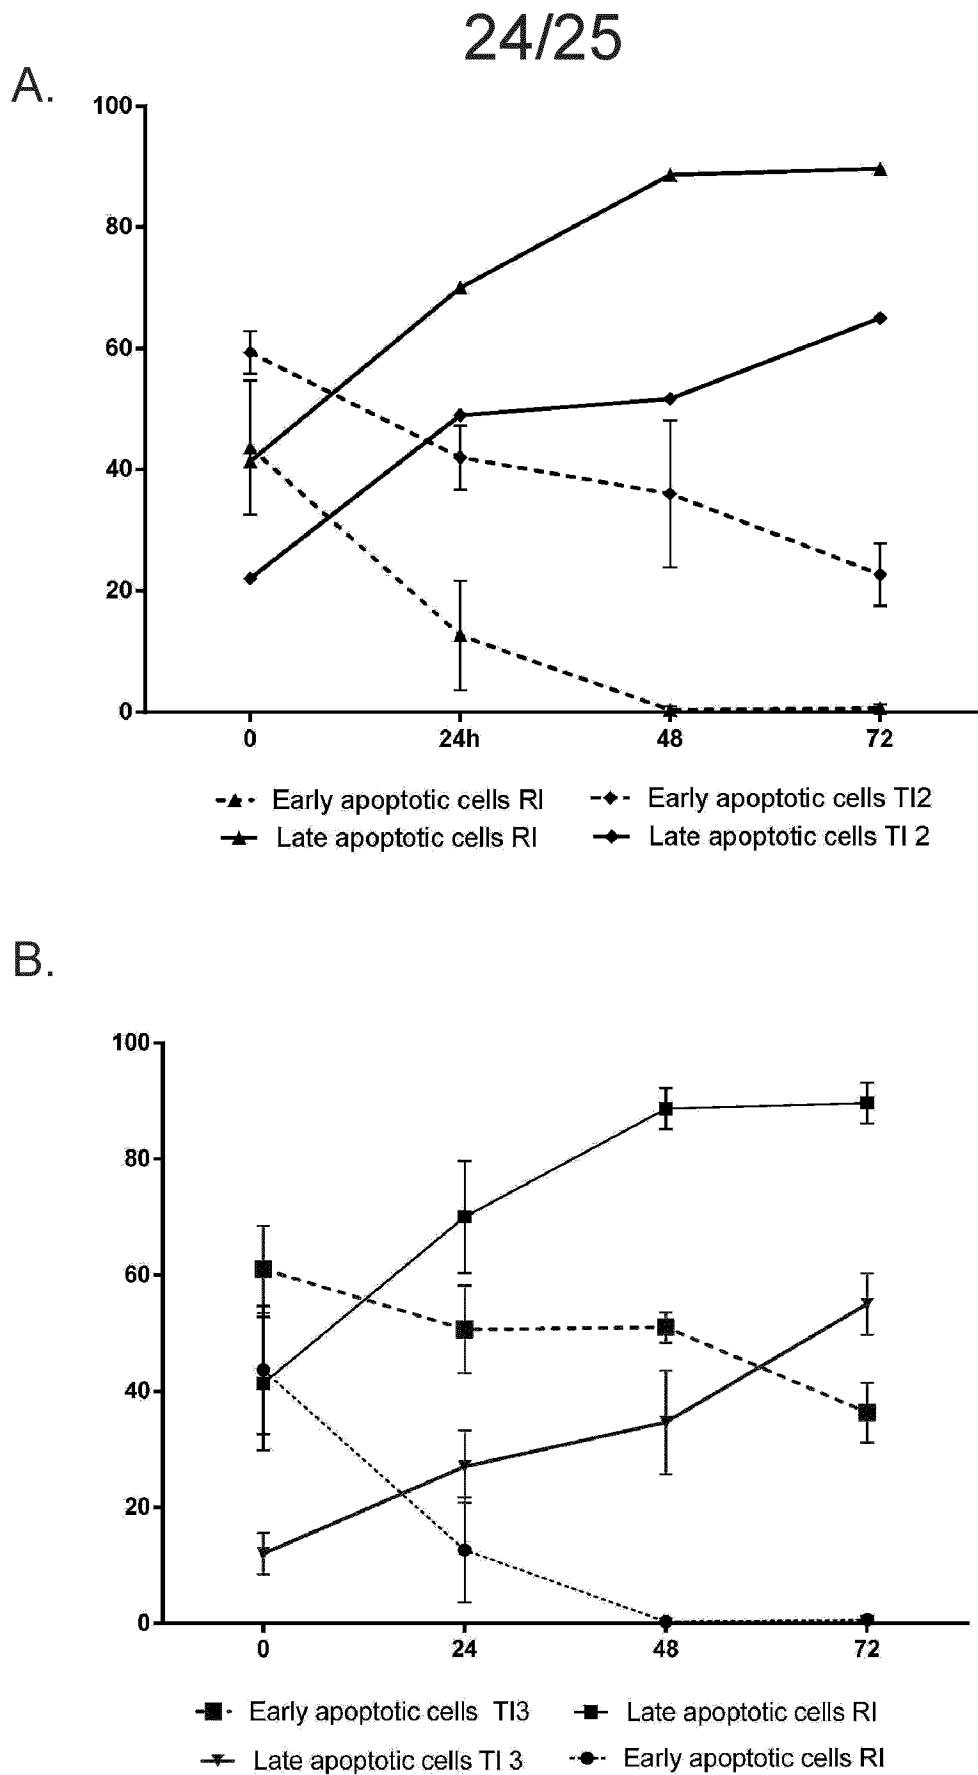 24/25
A.
100
80
60
40
20
0
0 24h 48 72
Early apoptotic cells RI Early apoptotic cells TI2
Late apoptotic cells RI Late apoptotic cells TI 2
B.
100
80
60
40
20
0
0 24 48 72
Early apoptotic cells TI3 Late apoptotic cells RI
Late apoptotic cells TI 3 Early apoptotic cells RI